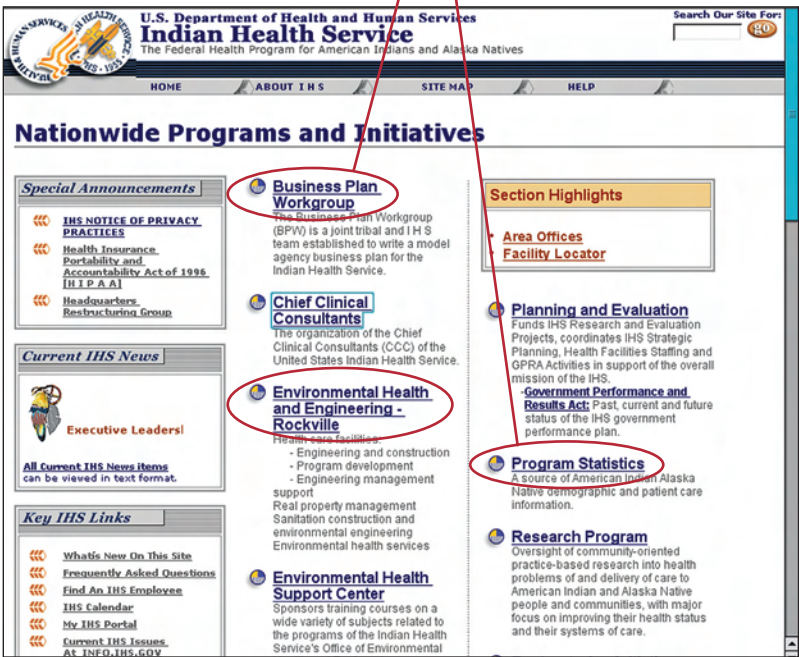 U.S. Department of Health and Human Services
Indian Health Service
The Federal Health Program for American Indians and Alaska Natives
Search Our Site For:
go
HOME
ABOUT I H S
SITE MAP
HELP
Nationwide Programs and Initiatives
Special Announcements
IHS NOTICE OF PRIVACY
PRACTICES
Health Insurance
Portability and
Accountability Act of 1996
[H I P A A]
Headquarters
Restructuring Group
Current IHS News
Executive Leaders!
All Current IHS News items
can be viewed in text format.
Key IHS Links
What's New On This Site
Frequently Asked Questions
Find An IHS Employee
IHS Calendar
My IHS Portal
Current IHS Issues
At INFO.IHS.GOV
Business Plan
Workgroup
The Business Plan Workgroup
(BPW) is a joint tribal and I H S
team established to write a model
agency business plan for the
Indian Health Service.
Chief Clinical
Consultants
The organization of the Chief
Clinical Consultants (CCC) of the
United States Indian Health Service.
Environmental Health
and Engineering -
Rockville
Health care facilities:
- Engineering and construction
- Program development
- Engineering management
support
Real property management
Sanitation construction and
environmental engineering
Environmental health services
Environmental Health
Support Center
Sponsors training courses on a
wide variety of subjects related to
the programs of the Indian Health
Service's Office of Environmental
Section Highlights
• Area Offices
• Facility Locator
Planning and Evaluation
Funds IHS Research and Evaluation
Projects, coordinates IHS Strategic
Planning, Health Facilities Staffing and
GPRA Activities in support of the overall
mission of the IHS.
-Government Performance and
Results Act: Past, current and future
status of the IHS government
performance plan.
Program Statistics
A source of American Indian Alaska
Native demographic and patient care
information.
Research Program
Oversight of community-oriented
practice-based research into health
problems of and delivery of care to
American Indian and Alaska Native
people and communities, with major
focus on improving their health status
and their systems of care.